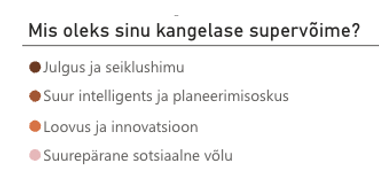 Mis oleks sinu kangelase supervõime?
Julgus ja seiklushimu
Suur intelligents ja planeerimisoskus
Loovus ja innovatsioon
Suurepärane sotsiaalne võlu